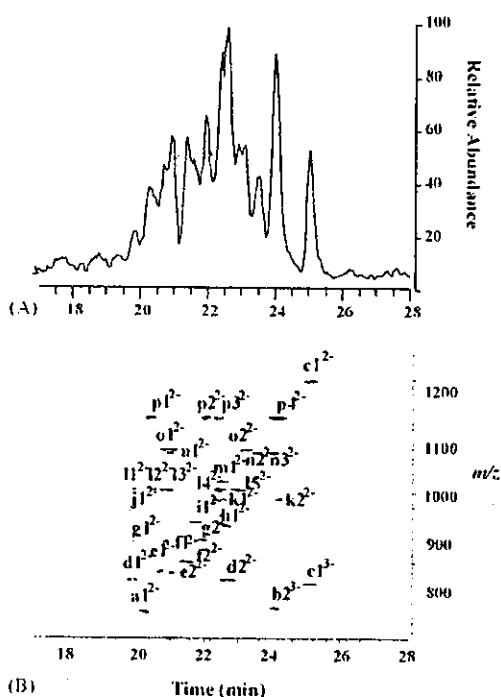 100
80
60
40
20
Relative Abundance
(A) 18 20 22 24 26 28
c1²⁻
1200
p1²⁻ p2²⁻ p3²⁻ p4²⁻
o1²⁻ n1²⁻ o2²⁻
1100
m1²⁻ n2²⁻ n3²⁻
l1²⁻ l2²⁻ l3²⁻ l4²⁻ l5²⁻
m/z
j1²⁻ i1²⁻ k1²⁻ k2²⁻
1000
g1²⁻ g2²⁻ h1²⁻
900
d1²⁻ f2²⁻
e2²⁻ d2²⁻ c1³⁻
a1²⁻ b2³⁻
800
18 20 22 24 26 28
(B) Time (min)